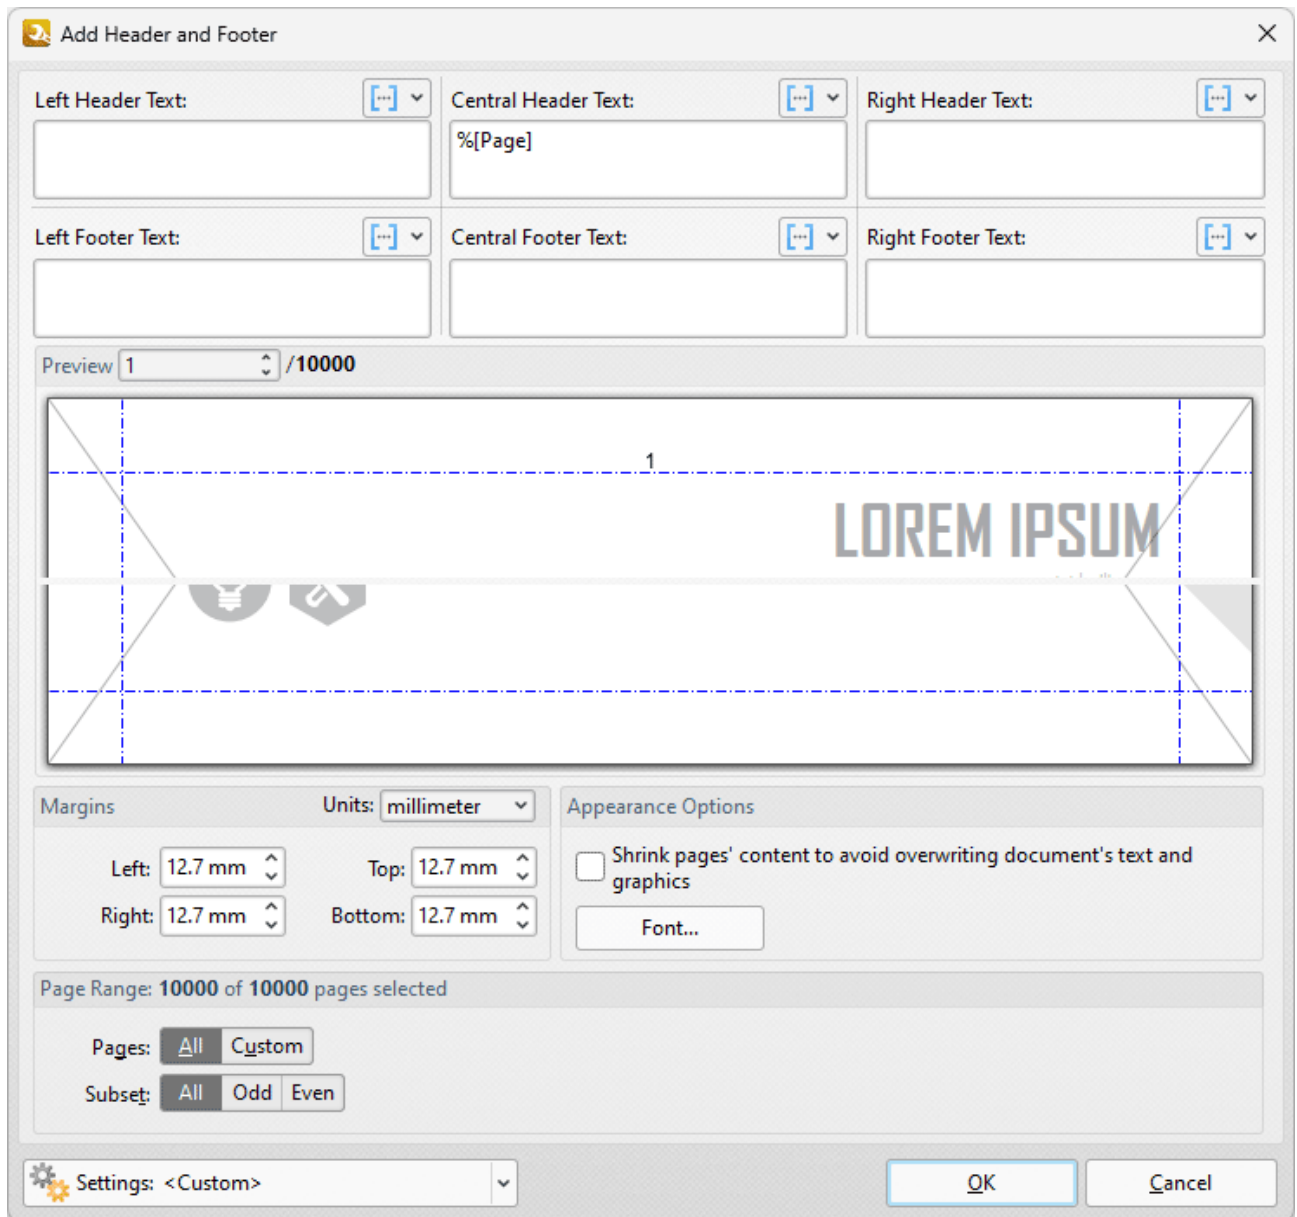 Add Header and Footer
Left Header Text:
Central Header Text:
Right Header Text:
%[Page]
Left Footer Text:
Central Footer Text:
Right Footer Text:
Preview 1 /10000
1
LOREM IPSUM
Margins
Units: millimeter
Appearance Options
Left: 12.7 mm
Top: 12.7 mm
Right: 12.7 mm
Bottom: 12.7 mm
Shrink pages' content to avoid overwriting document's text and
graphics
Font...
Page Range: 10000 of 10000 pages selected
Pages: All Custom
Subset: All Odd Even
Settings: <Custom>
OK
Cancel